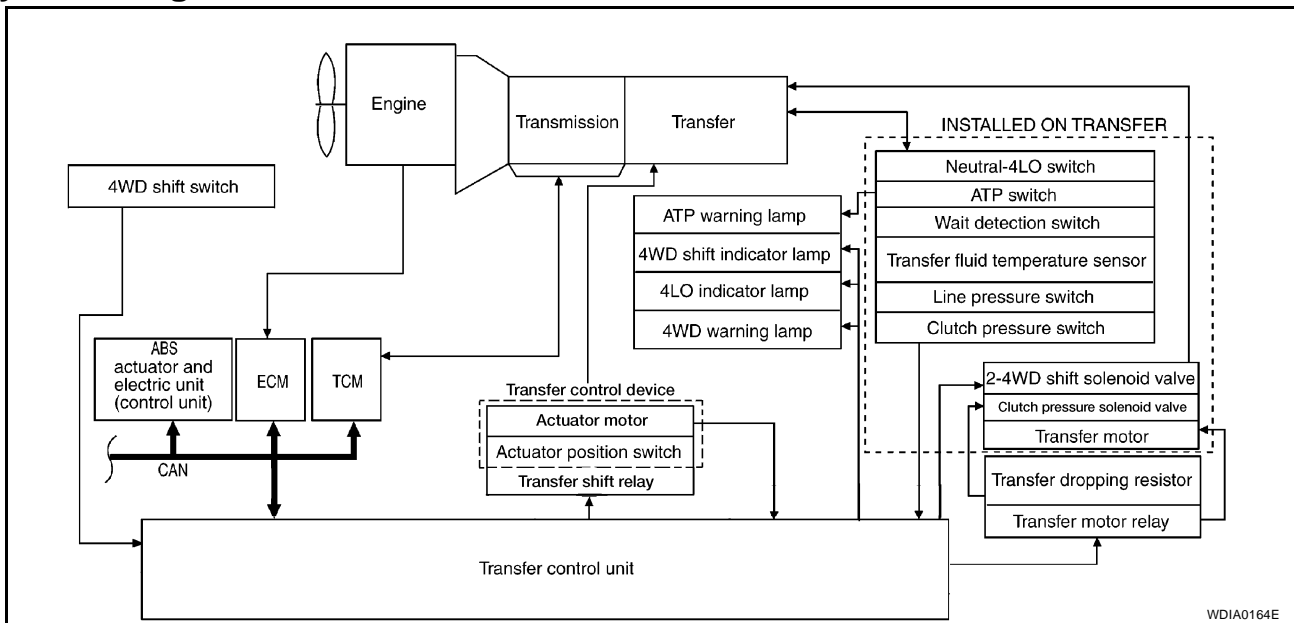 Engine
Transmission
Transfer
INSTALLED ON TRANSFER
4WD shift switch
Neutral-4LO switch
ATP switch
Wait detection switch
Transfer fluid temperature sensor
Line pressure switch
Clutch pressure switch
ATP warning lamp
4WD shift indicator lamp
4LO indicator lamp
4WD warning lamp
ABS
actuator and
electric unit
(control unit)
ECM
TCM
CAN
Transfer control device
Actuator motor
Actuator position switch
Transfer shift relay
2-4WD shift solenoid valve
Clutch pressure solenoid valve
Transfer motor
Transfer dropping resistor
Transfer motor relay
Transfer control unit
WDIA0164E